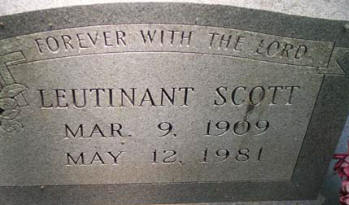 FOREVER WITH THE LORD
LEUTINANT SCOTT
MAR. 9, 1909
MAY 12, 1981